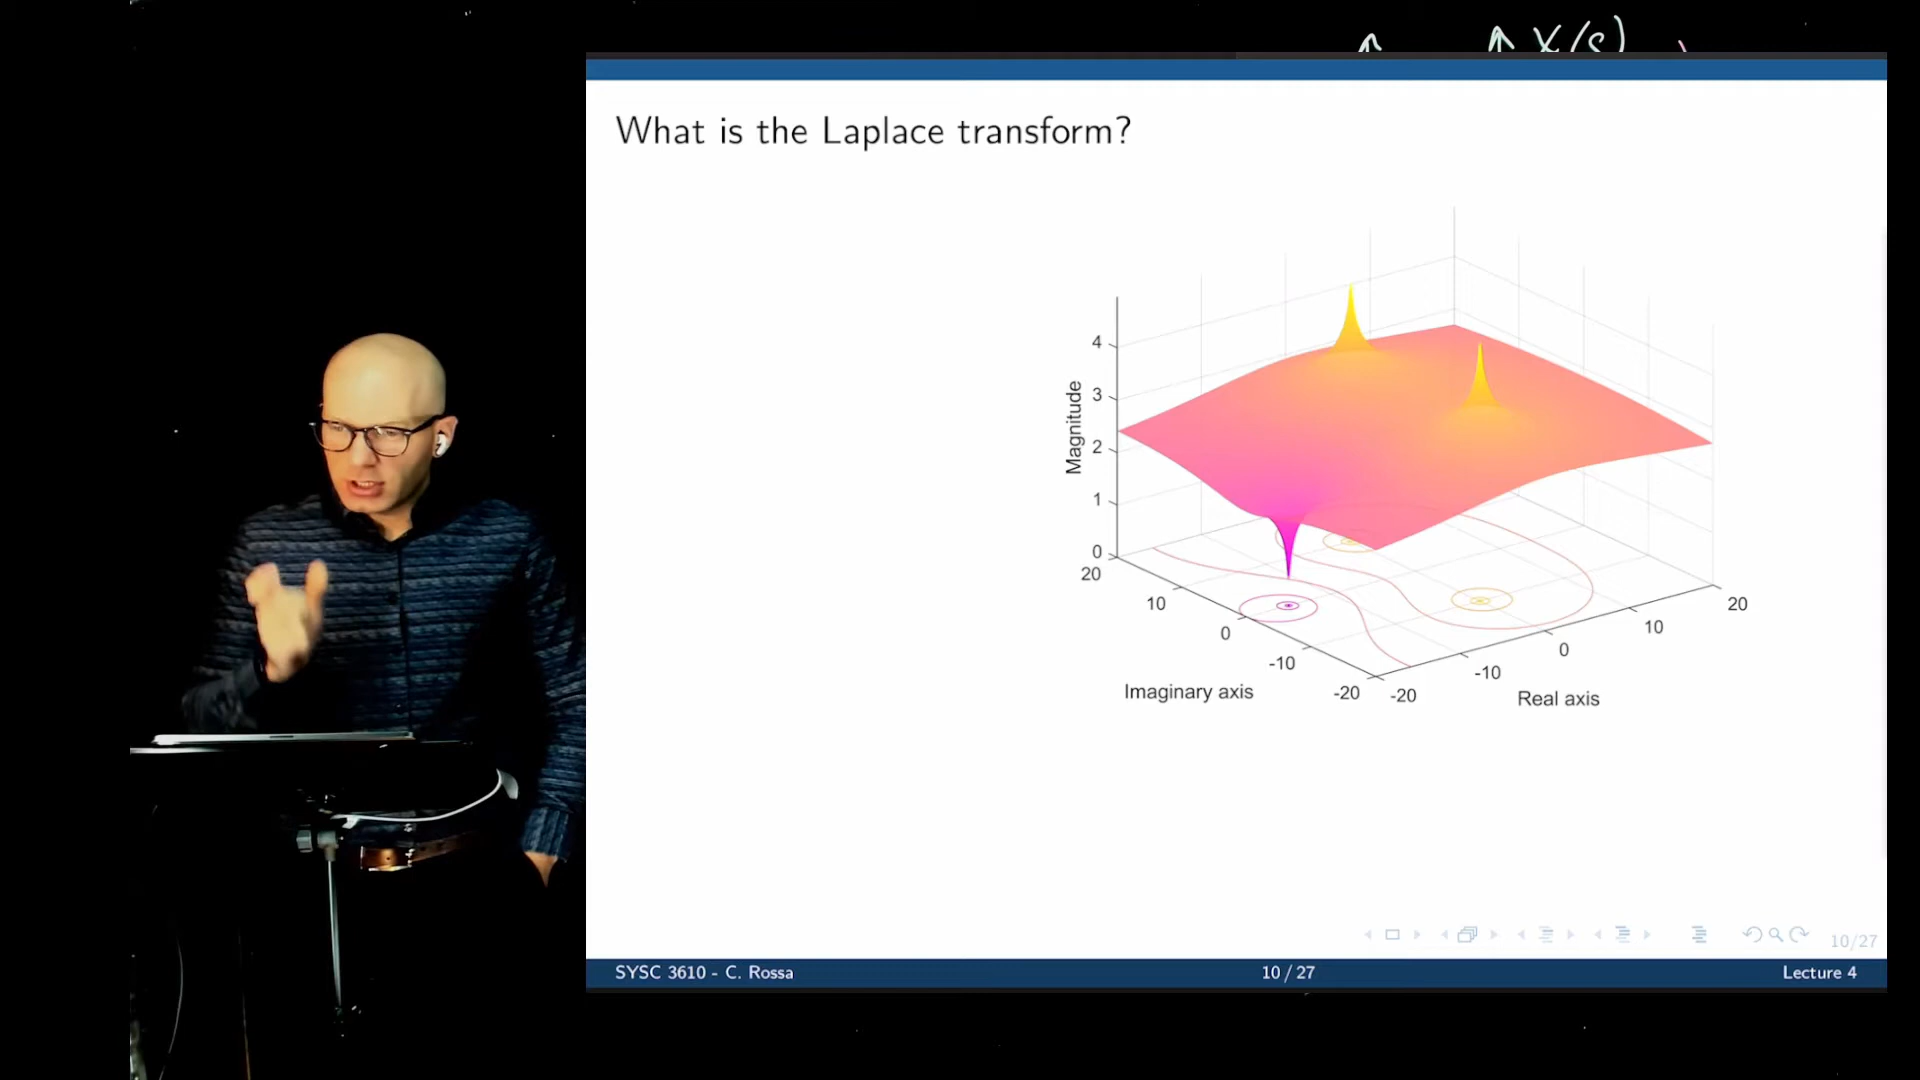 X(s)
What is the Laplace transform?
4
3
2
1
0
Magnitude
20
10
0
-10
-20
Imaginary axis
-20
-10
0
10
20
Real axis
10/27
SYSC 3610 - C. Rossa
10 / 27
Lecture 4